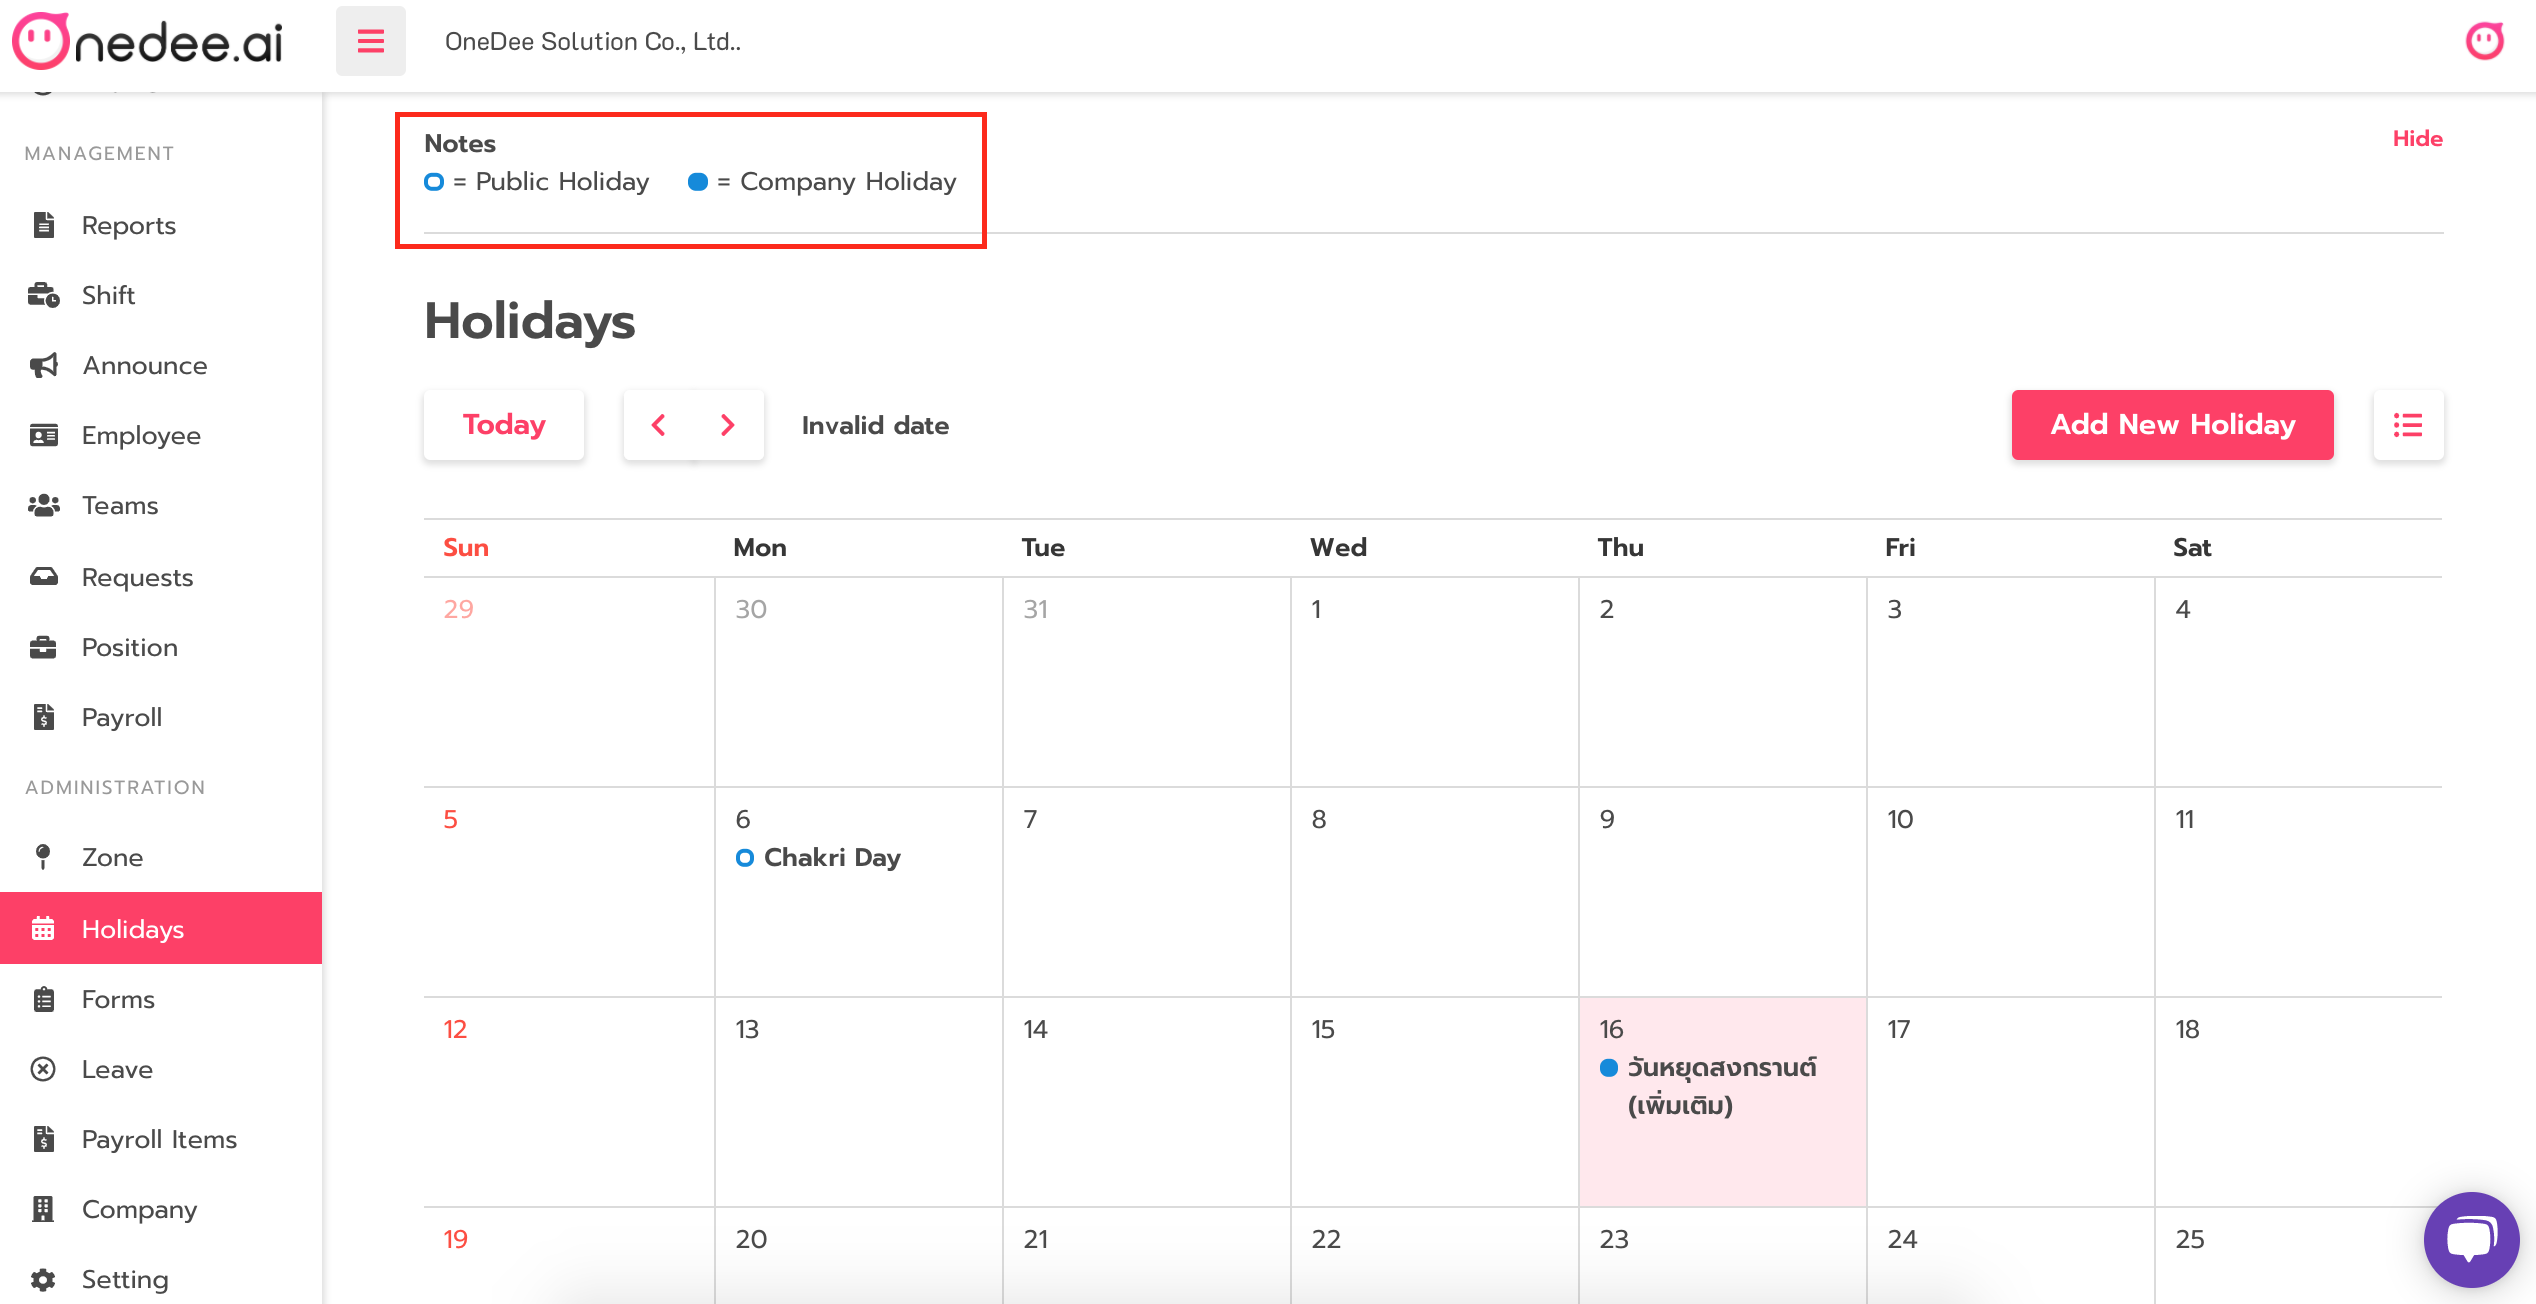 Onedee.ai
OneDee Solution Co., Ltd..
MANAGEMENT
Reports
Shift
Announce
Employee
Teams
Requests
Position
Payroll
ADMINISTRATION
Zone
Holidays
Forms
Leave
Payroll Items
Company
Setting
Notes
Hide
= Public Holiday = Company Holiday
Holidays
Today Invalid date Add New Holiday
Sun Mon Tue Wed Thu Fri Sat
29 30 31 1 2 3 4
5 6 7 8 9 10 11
Chakri Day
12 13 14 15 16 17 18
วันหยุดสงกรานต์
(เพิ่มเติม)
19 20 21 22 23 24 25